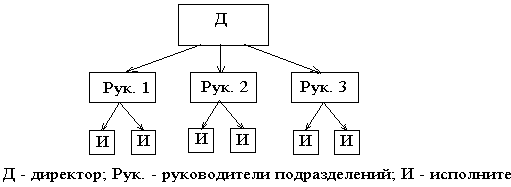 Д
Рук. 1 Рук. 2 Рук. 3
И И И И И И
Д - директор; Рук. - руководители подразделений; И - исполните